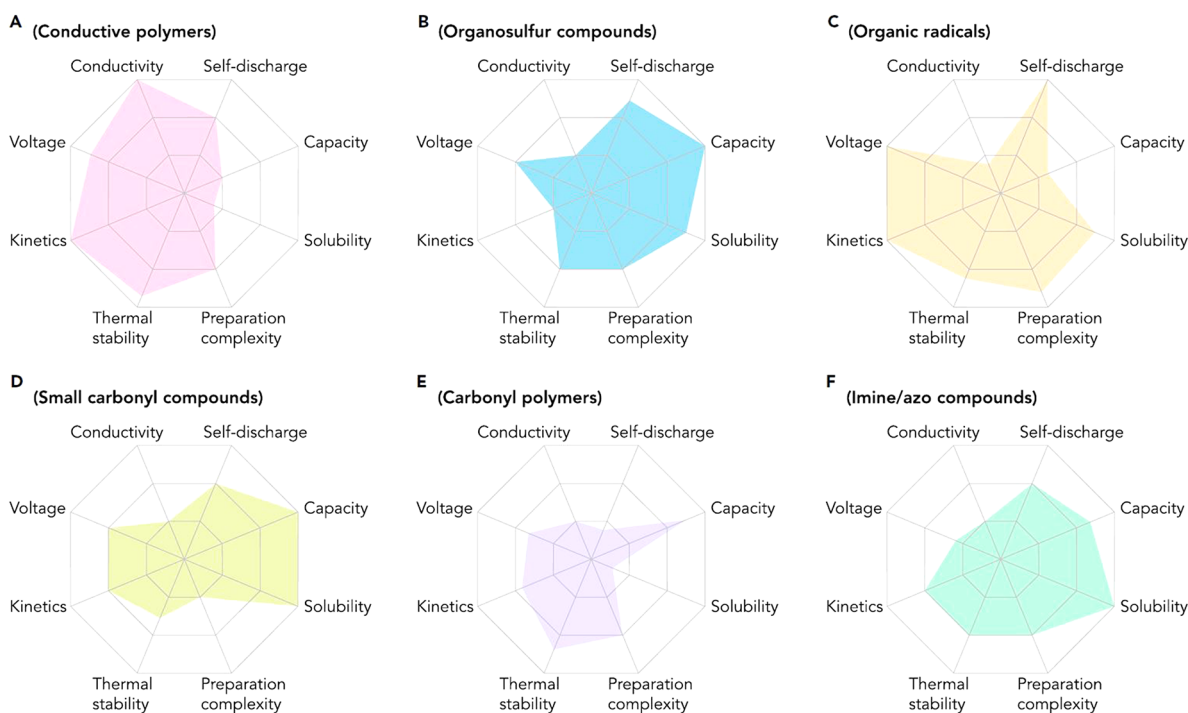 A
(Conductive polymers)
Conductivity
Self-discharge
Voltage
Capacity
Kinetics
Solubility
Thermal
stability
Preparation
complexity
B
(Organosulfur compounds)
Conductivity
Self-discharge
Voltage
Capacity
Kinetics
Solubility
Thermal
stability
Preparation
complexity
C
(Organic radicals)
Conductivity
Self-discharge
Voltage
Capacity
Kinetics
Solubility
Thermal
stability
Preparation
complexity
D
(Small carbonyl compounds)
Conductivity
Self-discharge
Voltage
Capacity
Kinetics
Solubility
Thermal
stability
Preparation
complexity
E
(Carbonyl polymers)
Conductivity
Self-discharge
Voltage
Capacity
Kinetics
Solubility
Thermal
stability
Preparation
complexity
F
(Imine/azo compounds)
Conductivity
Self-discharge
Voltage
Capacity
Kinetics
Solubility
Thermal
stability
Preparation
complexity